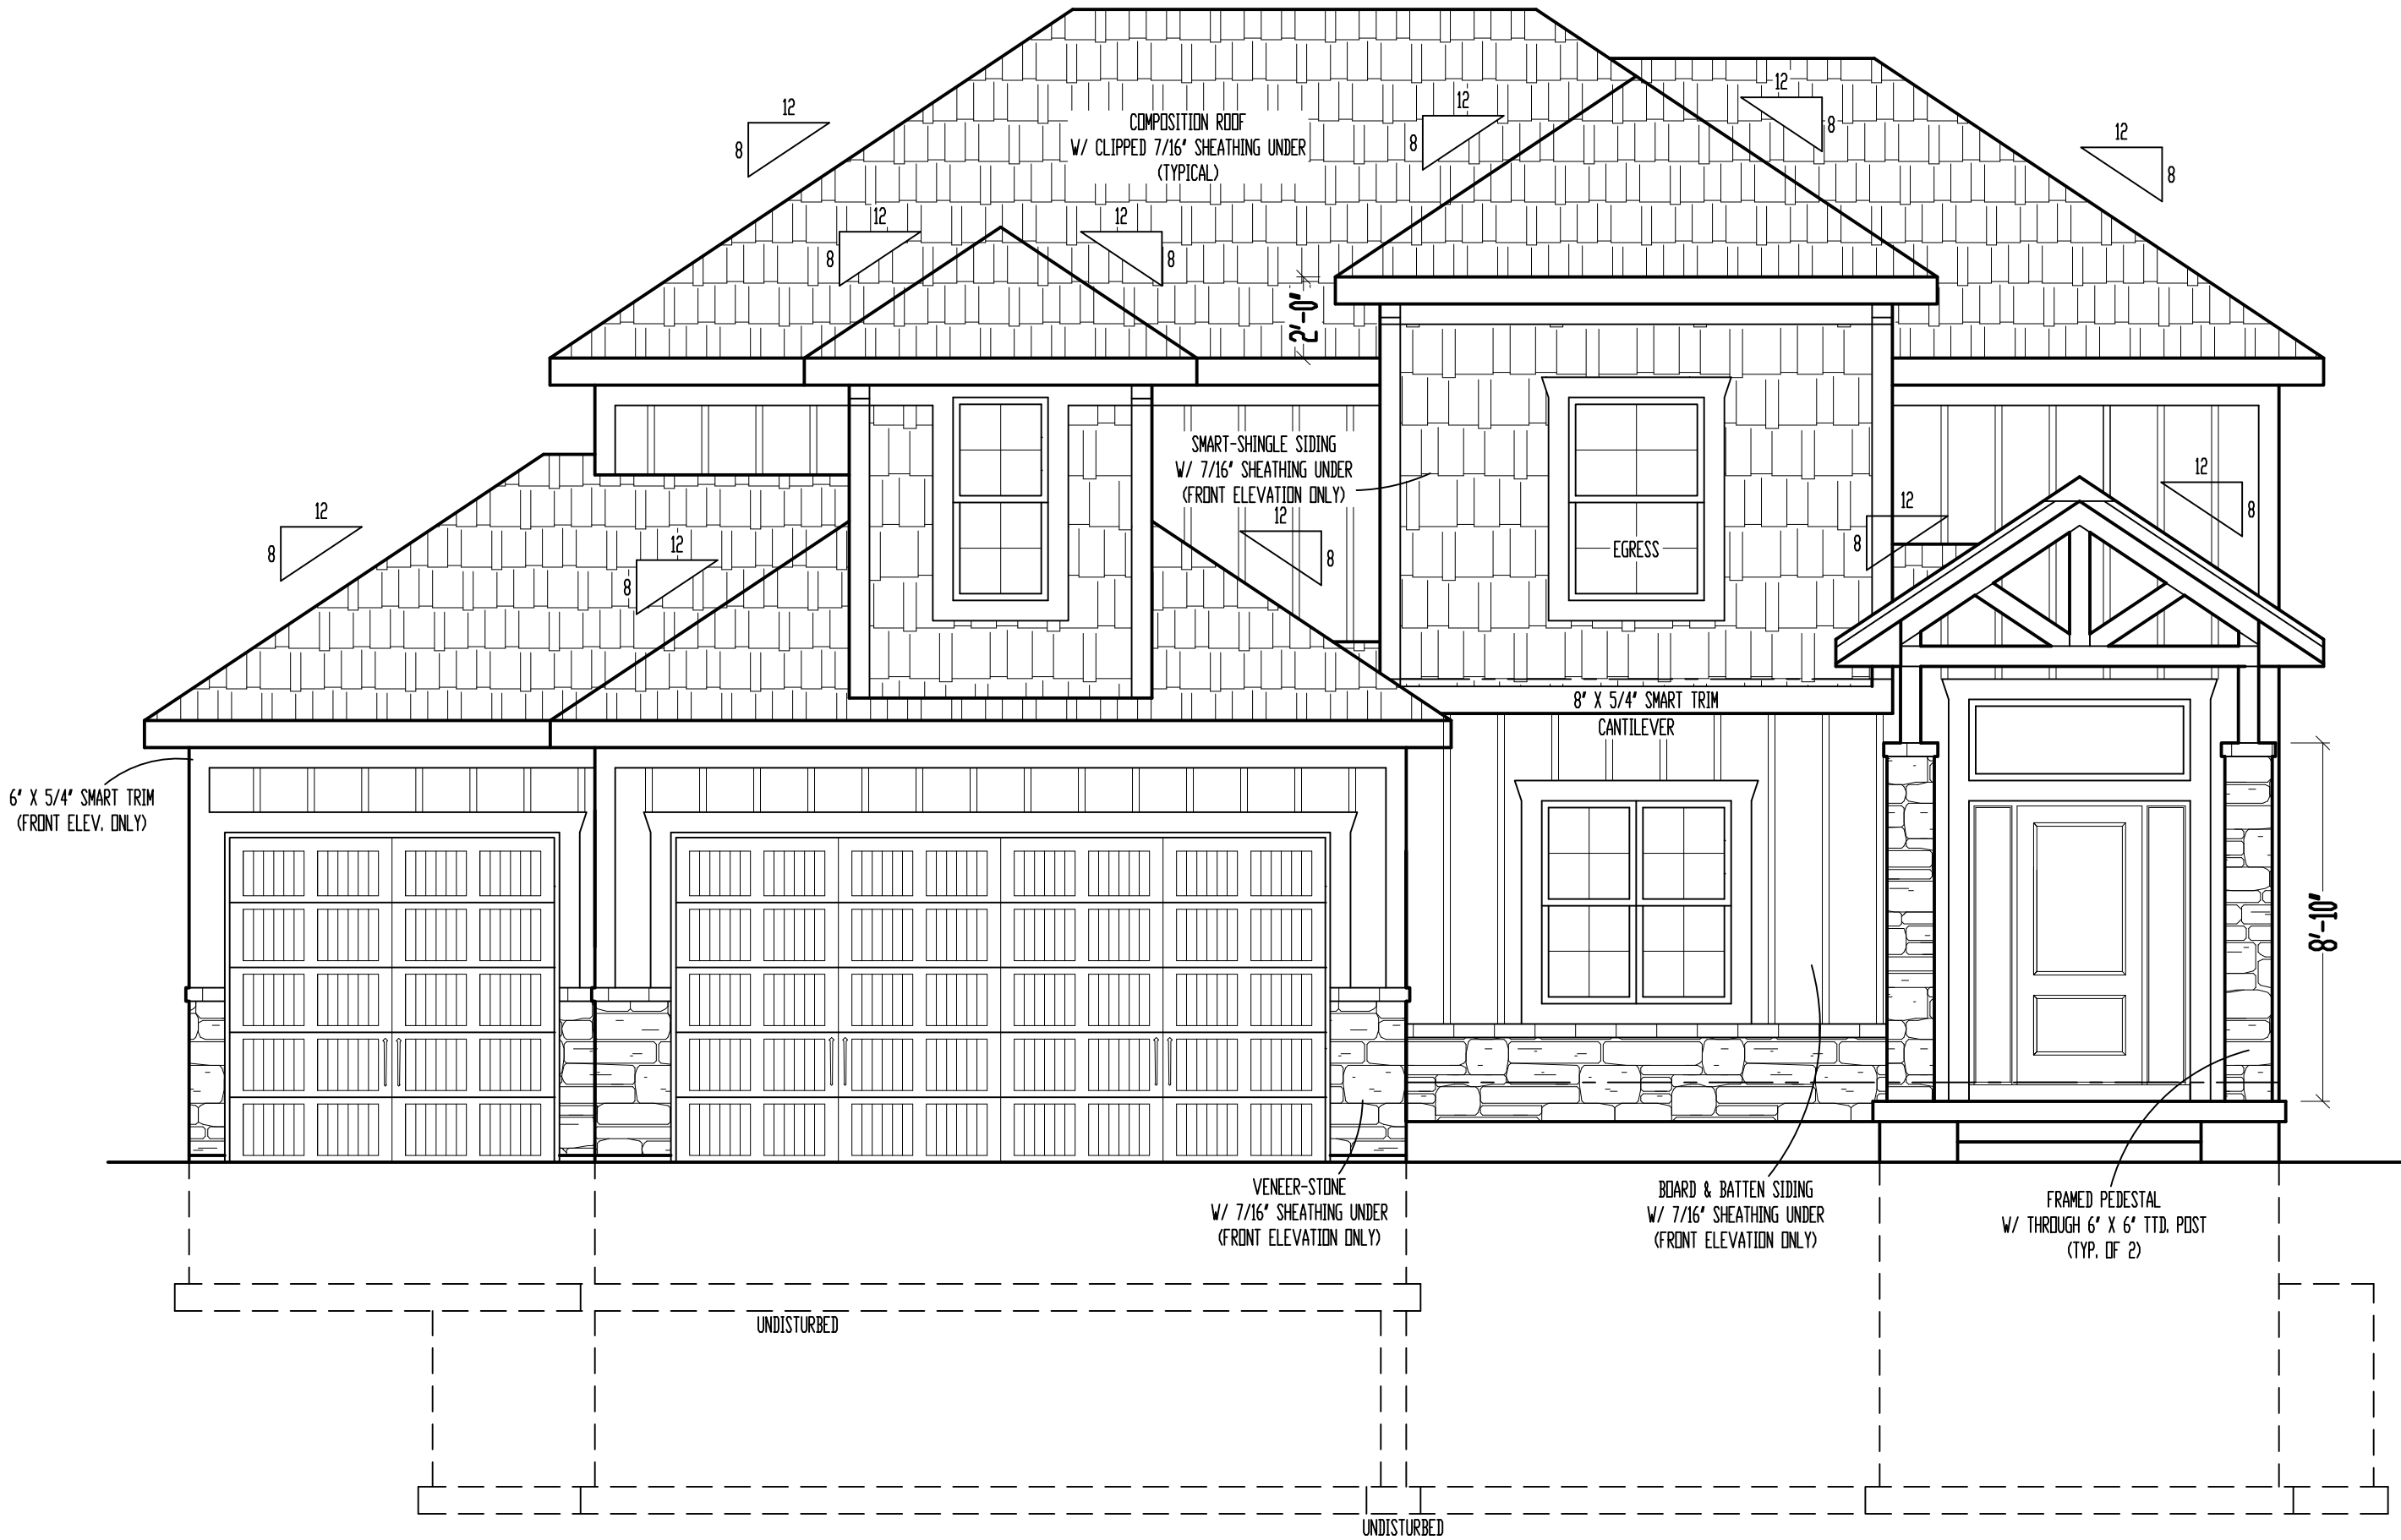 12
8
COMPOSITION ROOF
W/ CLIPPED 7/16" SHEATHING UNDER
(TYPICAL)
12
8
12
8
12
8
12
8
12
8
2'-0"
SMART-SHINGLE SIDING
W/ 7/16" SHEATHING UNDER
(FRONT ELEVATION ONLY)
12
8
12
8
12
8
12
8
12
8
EGRESS
8" X 5/4" SMART TRIM
CANTILEVER
6" X 5/4" SMART TRIM
(FRONT ELEV. ONLY)
8'-10"
VENEER-STONE
W/ 7/16" SHEATHING UNDER
(FRONT ELEVATION ONLY)
BOARD & BATTEN SIDING
W/ 7/16" SHEATHING UNDER
(FRONT ELEVATION ONLY)
FRAMED PEDESTAL
W/ THROUGH 6" X 6" TTD. POST
(TYP. OF 2)
UNDISTURBED
UNDISTURBED